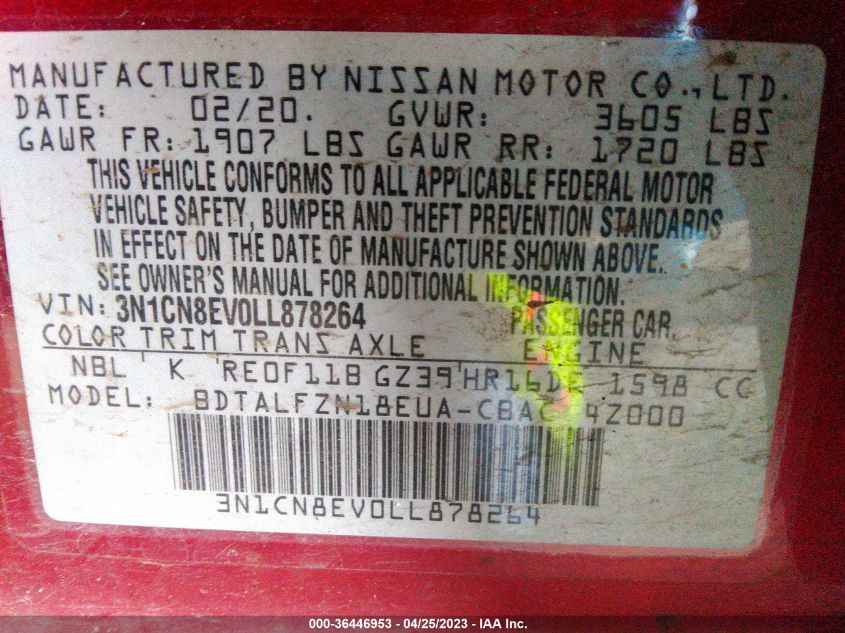 MANUFACTURED BY NISSAN MOTOR CO., LTD.
DATE: 02/20. GVWR: 3605 LBS
GAWR FR: 1907 LBS GAWR RR: 1720 LBS
THIS VEHICLE CONFORMS TO ALL APPLICABLE FEDERAL MOTOR
VEHICLE SAFETY, BUMPER AND THEFT PREVENTION STANDARDS
IN EFFECT ON THE DATE OF MANUFACTURE SHOWN ABOVE.
SEE OWNER'S MANUAL FOR ADDITIONAL INFORMATION.
VIN: 3N1CN8EV0LL878264 PASSENGER CAR.
COLOR TRIM TRANS AXLE ENGINE
NBL K RE0F11B GZ39 HR16DE 1598 CC
MODEL: BDTALFZN18EUA-CBAC 4Z000
3N1CN8EV0LL878264
000-36446953 - 04/25/2023 - IAA Inc.